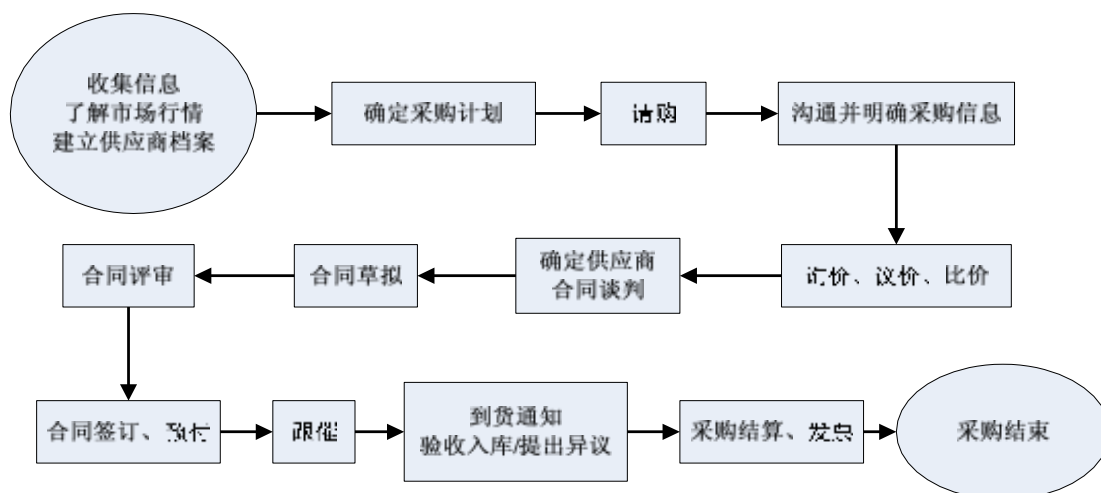 收集信息
了解市场行情
建立供应商档案
确定采购计划
请购
沟通并明确采购信息
询价、议价、比价
确定供应商
合同谈判
合同草拟
合同评审
合同签订、预付
跟催
到货通知
验收入库/提出异议
采购结算、发票
采购结束